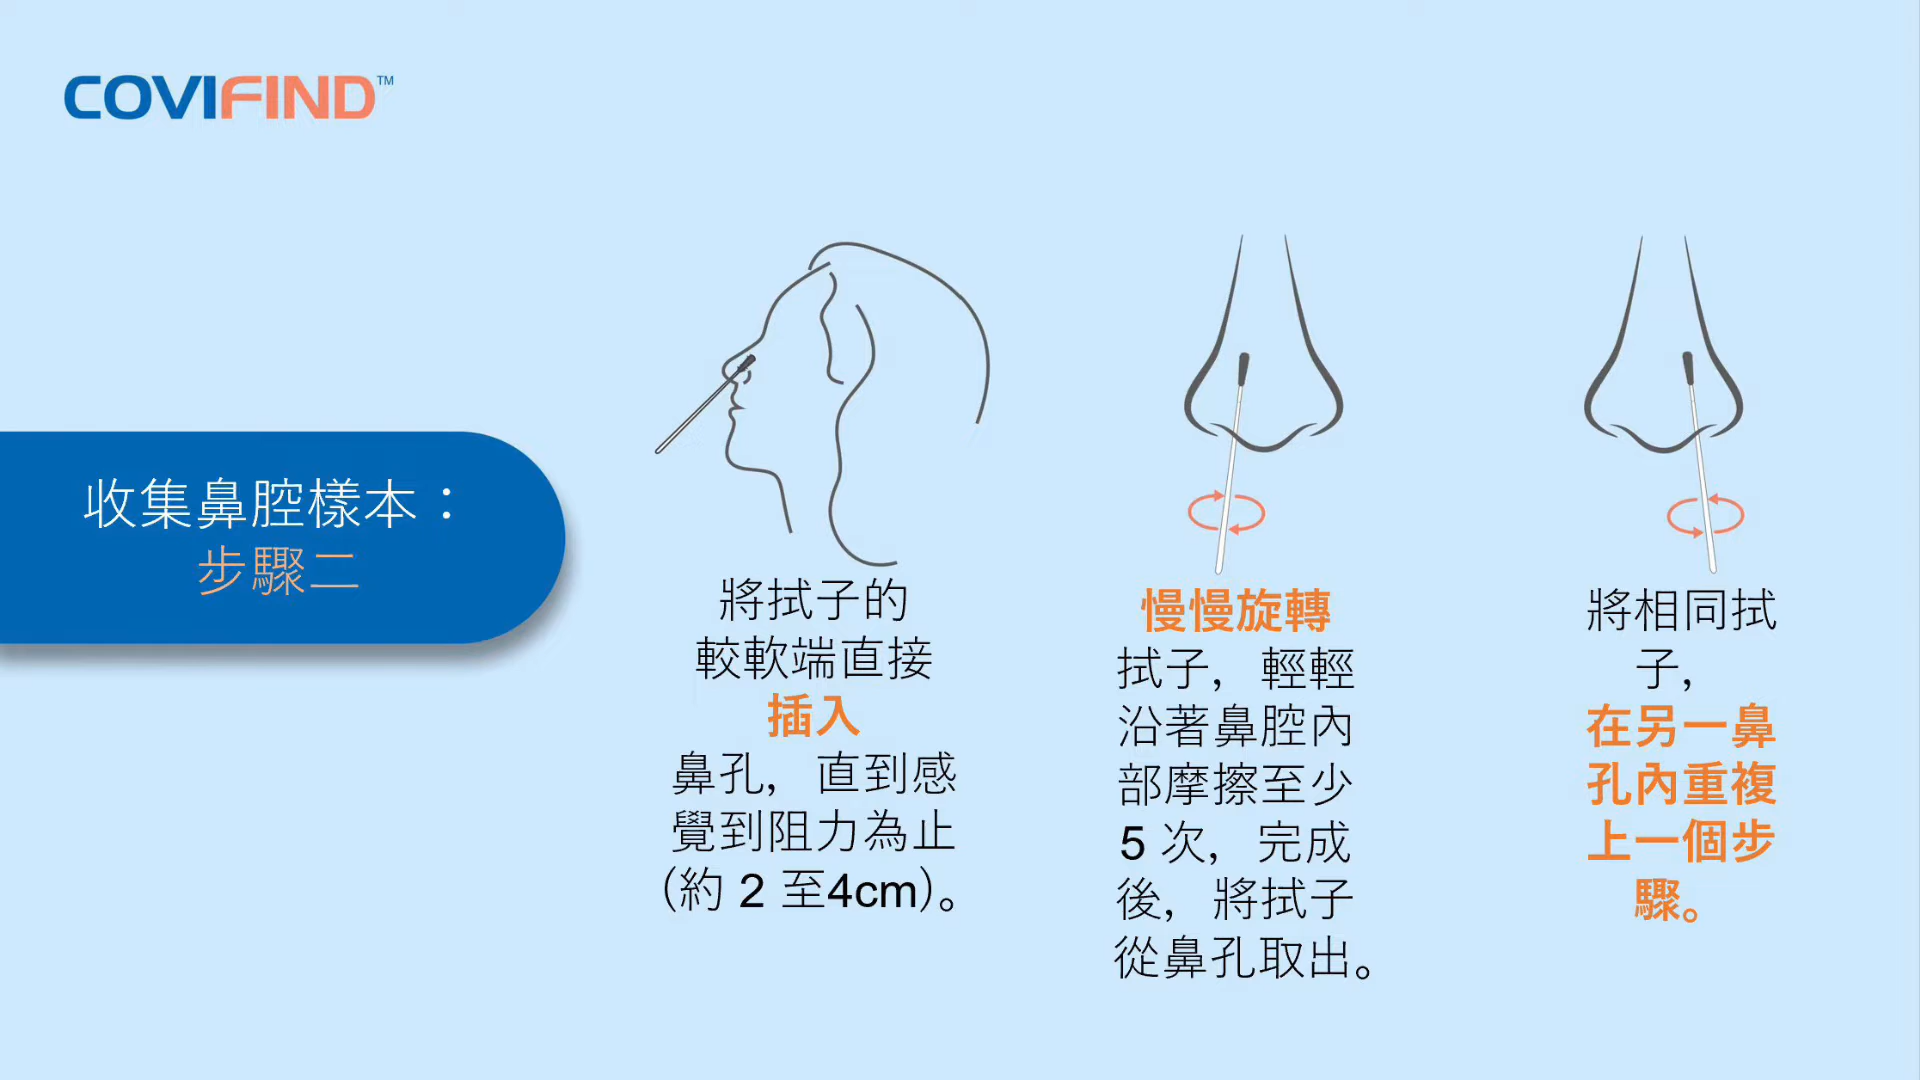 COVIFIND™
收集鼻腔樣本：
步驟二
將拭子的
較軟端直接
插入
鼻孔，直到感
覺到阻力為止
(約 2 至4cm)。
慢慢旋轉
拭子，輕輕
沿著鼻腔內
部摩擦至少
5 次，完成
後，將拭子
從鼻孔取出。
將相同拭
子，
在另一鼻
孔內重複
上一個步
驟。